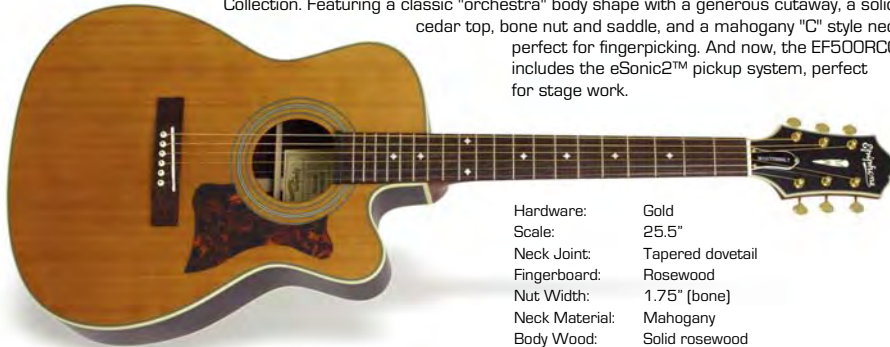 Collection. Featuring a classic "orchestra" body shape with a generous cutaway, a solid
cedar top, bone nut and saddle, and a mahogany "C" style neck
perfect for fingerpicking. And now, the EF500RCC
includes the eSonic2™ pickup system, perfect
for stage work.
Epiphone
Hardware: Gold
Scale: 25.5"
Neck Joint: Tapered dovetail
Fingerboard: Rosewood
Nut Width: 1.75" (bone)
Neck Material: Mahogany
Body Wood: Solid rosewood